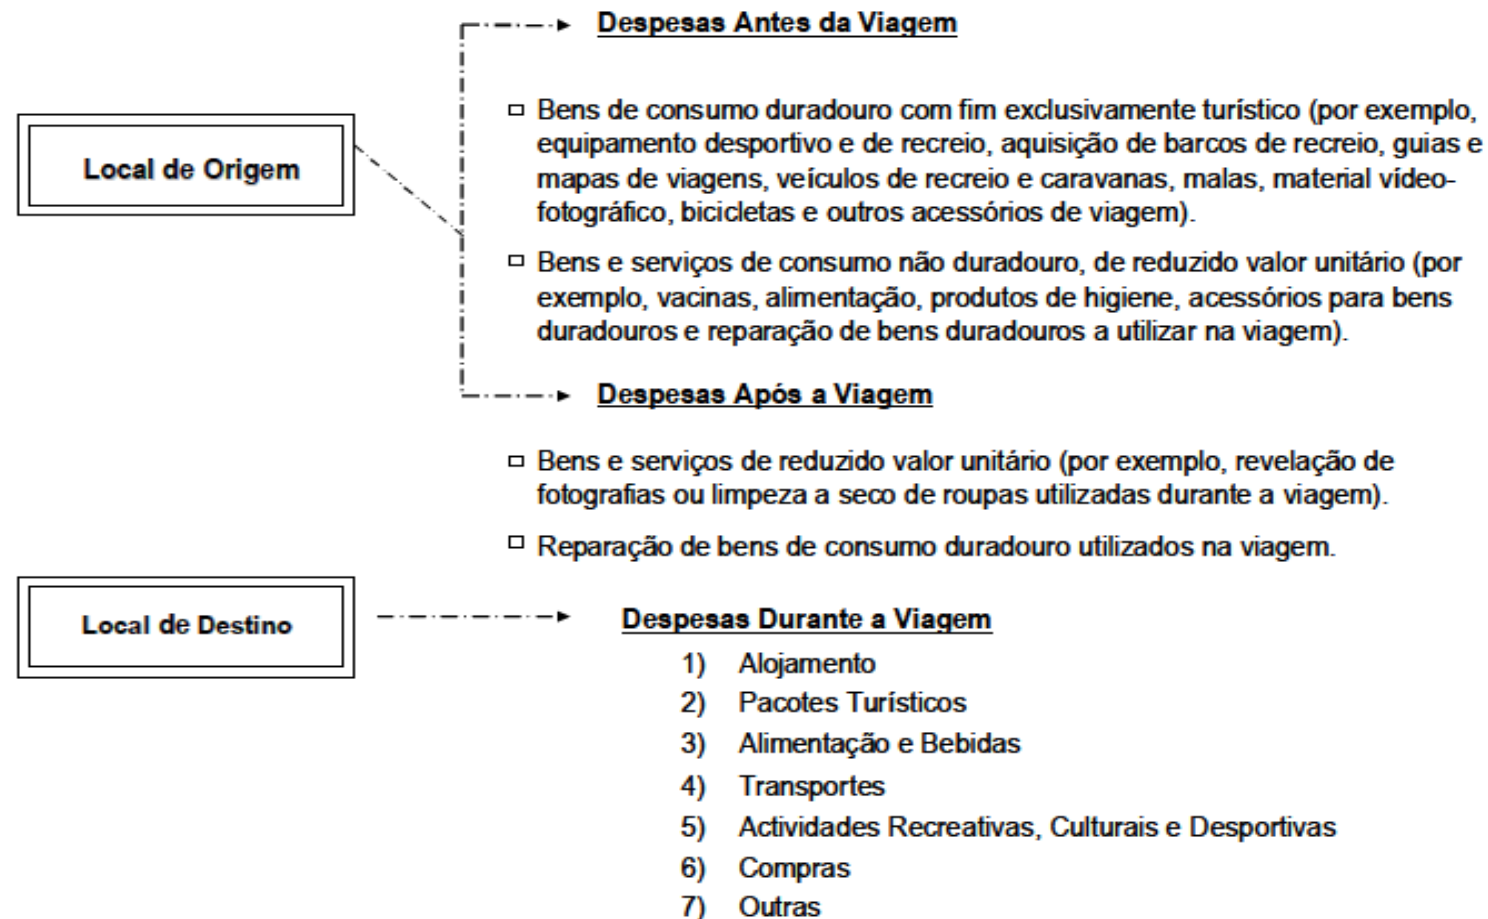 Despesas Antes da Viagem
Local de Origem
Bens de consumo duradouro com fim exclusivamente turístico (por exemplo,
equipamento desportivo e de recreio, aquisição de barcos de recreio, guias e
mapas de viagens, veículos de recreio e caravanas, malas, material vídeo-
fotográfico, bicicletas e outros acessórios de viagem).
Bens e serviços de consumo não duradouro, de reduzido valor unitário (por
exemplo, vacinas, alimentação, produtos de higiene, acessórios para bens
duradouros e reparação de bens duradouros a utilizar na viagem).
Despesas Após a Viagem
Bens e serviços de reduzido valor unitário (por exemplo, revelação de
fotografias ou limpeza a seco de roupas utilizadas durante a viagem).
Reparação de bens de consumo duradouro utilizados na viagem.
Local de Destino
Despesas Durante a Viagem
1) Alojamento
2) Pacotes Turísticos
3) Alimentação e Bebidas
4) Transportes
5) Actividades Recreativas, Culturais e Desportivas
6) Compras
7) Outras